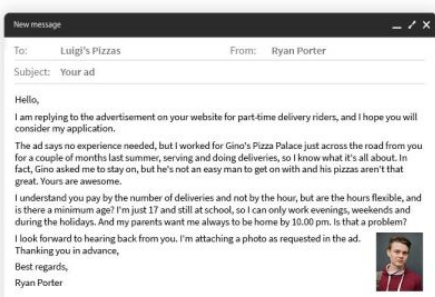 New message
To: Luigi's Pizzas From: Ryan Porter
Subject: Your ad
Hello,
I am replying to the advertisement on your website for part-time delivery riders, and I hope you will
consider my application.
The ad says no experience needed, but I worked for Gino's Pizza Palace just across the road from you
for a couple of months last summer, serving and doing deliveries, so I know what it's all about. In
fact, Gino asked me to stay on, but he's not an easy man to get on with and his pizzas aren't that
great. Yours are awesome.
I understand you pay by the number of deliveries and not by the hour, but are the hours flexible, and
is there a minimum age? I'm just 17 and still at school, so I can only work evenings, weekends and
during the holidays. And my parents want me always to be home by 10.00 pm. Is that a problem?
I look forward to hearing back from you. I'm attaching a photo as requested in the ad.
Thanking you in advance,
Best regards,
Ryan Porter